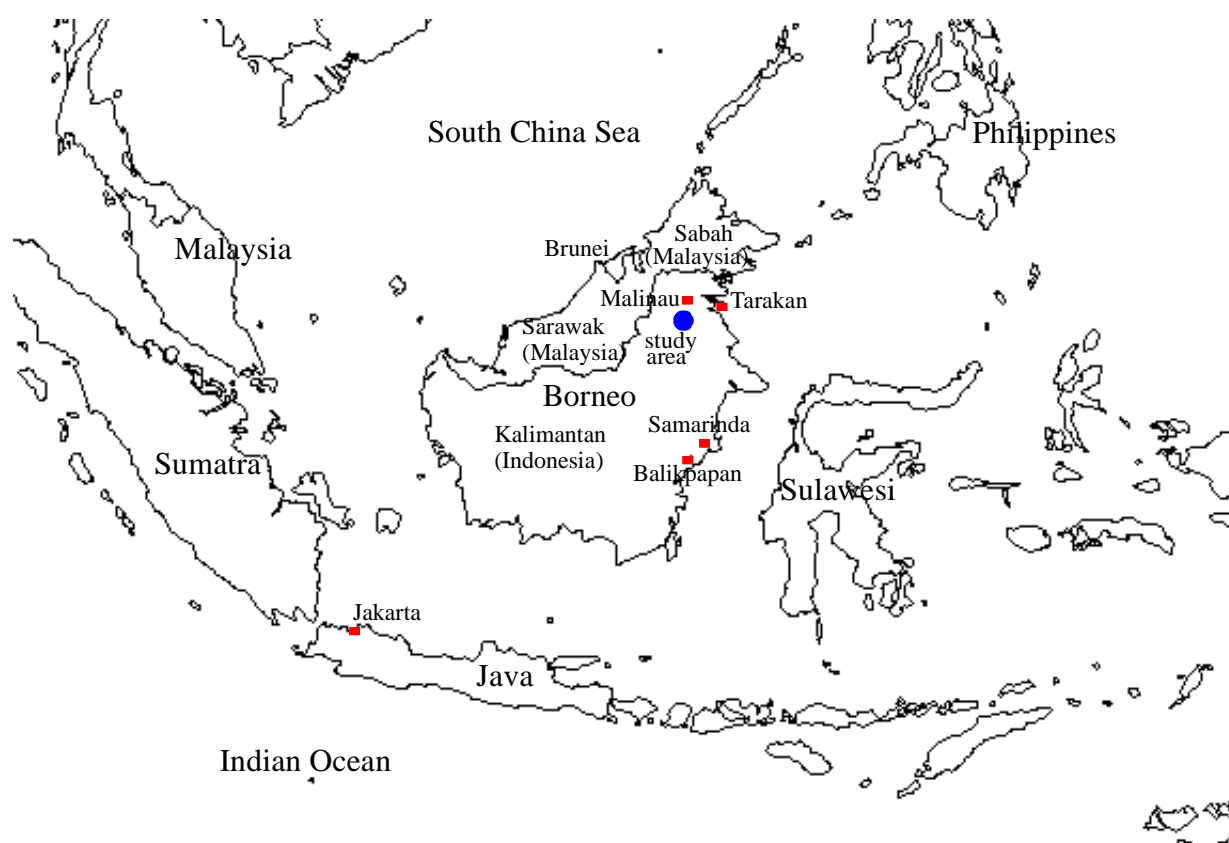 South China Sea
Philippines
Malaysia
Brunei
Sabah
(Malaysia)
Malinau
Tarakan
Sarawak
(Malaysia)
study
area
Borneo
Samarinda
Kalimantan
(Indonesia)
Balikpapan
Sumatra
Sulawesi
Jakarta
Java
Indian Ocean